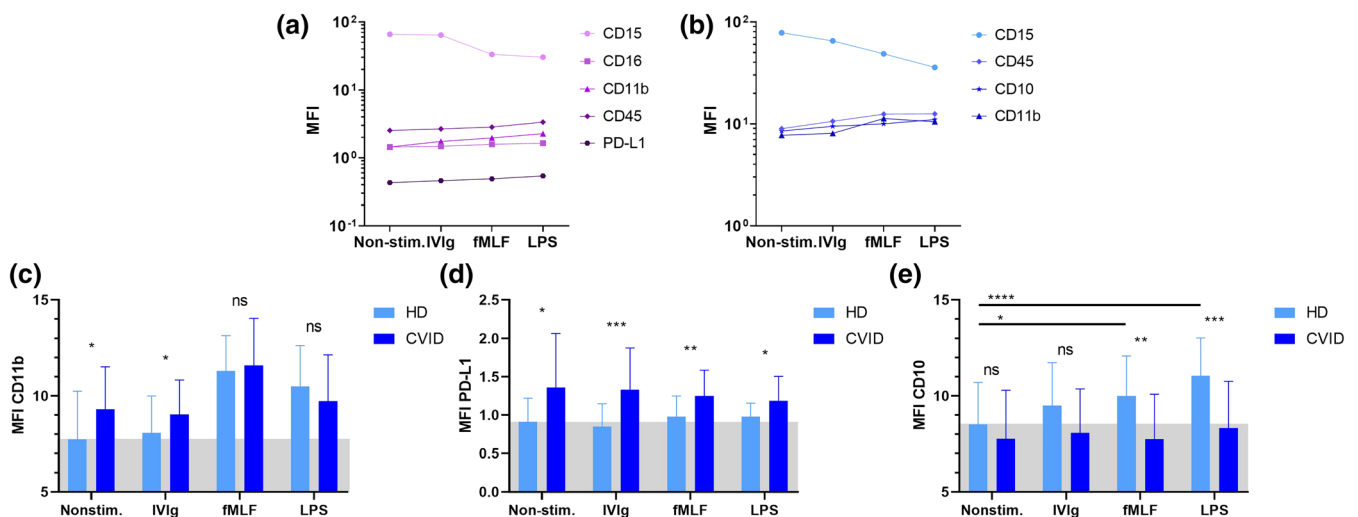 (a)
MFI
10²
10¹
10⁰
10⁻¹
Non-stim. IVIg fMLF LPS
CD15
CD16
CD11b
CD45
PD-L1
(b)
MFI
10²
10¹
10⁰
Non-stim. IVIg fMLF LPS
CD15
CD45
CD10
CD11b
(c)
MFI CD11b
15
10
5
* * ns ns
Nonstim. IVIg fMLF LPS
HD
CVID
(d)
MFI PD-L1
2.5
2.0
1.5
1.0
0.5
0.0
* *** ** *
Non-stim. IVIg fMLF LPS
HD
CVID
(e)
MFI CD10
15
10
5
****
*
ns ns ** ***
Nonstim. IVIg fMLF LPS
HD
CVID